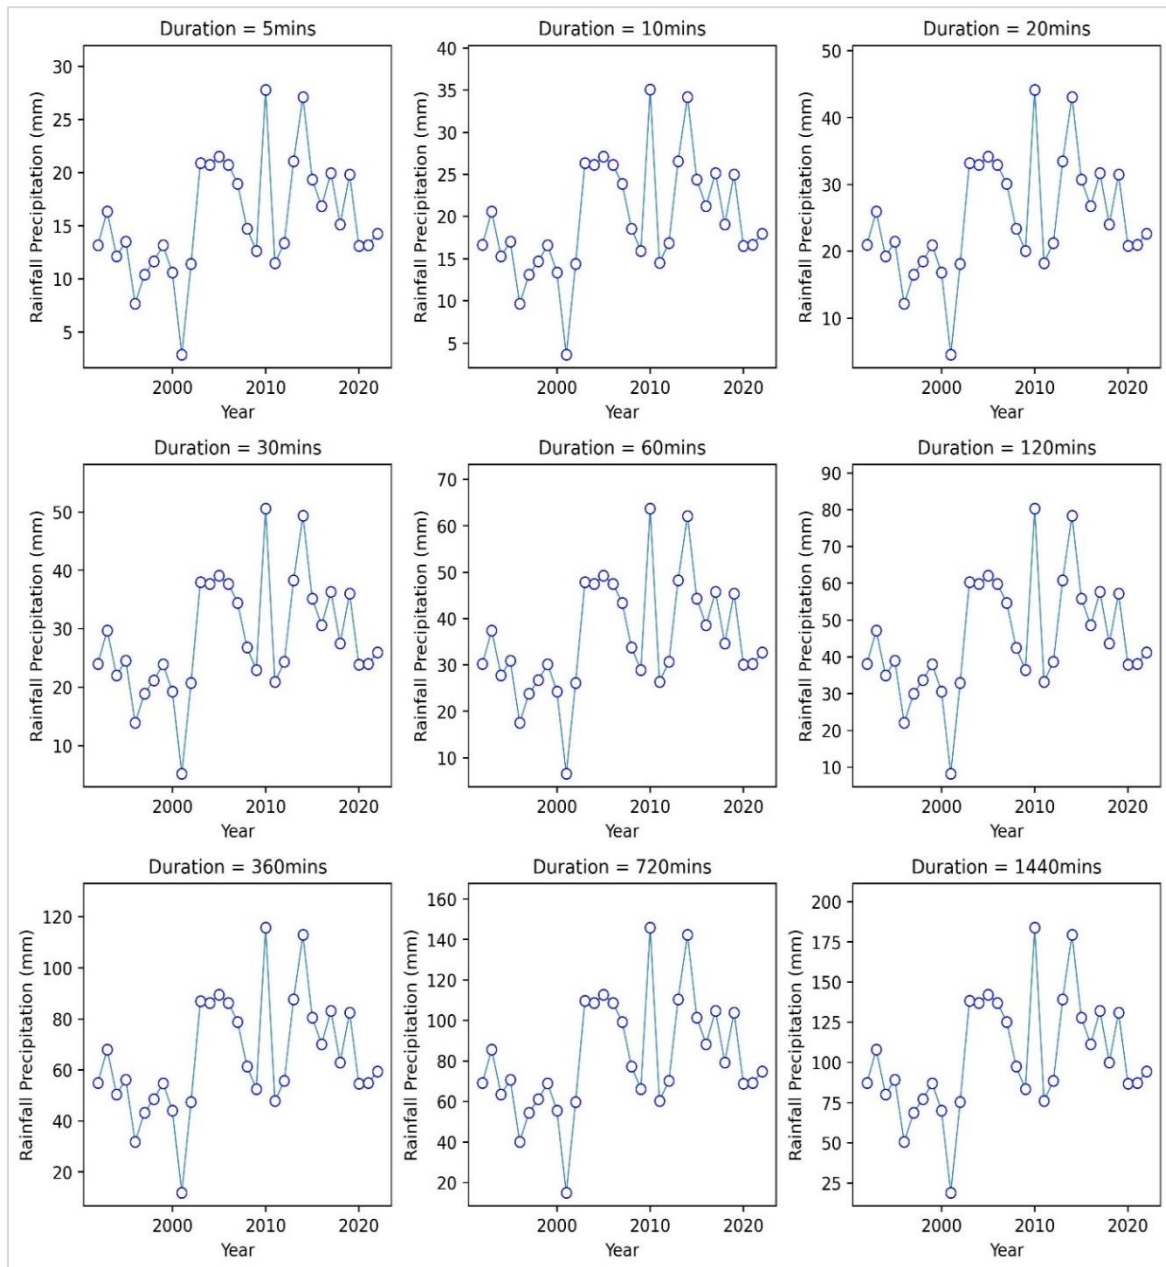 Duration = 5mins
Rainfall Precipitation (mm)
30
25
20
15
10
5
2000 2010 2020
Year
Duration = 10mins
Rainfall Precipitation (mm)
40
35
30
25
20
15
10
5
2000 2010 2020
Year
Duration = 20mins
Rainfall Precipitation (mm)
50
40
30
20
10
2000 2010 2020
Year
Duration = 30mins
Rainfall Precipitation (mm)
50
40
30
20
10
2000 2010 2020
Year
Duration = 60mins
Rainfall Precipitation (mm)
70
60
50
40
30
20
10
2000 2010 2020
Year
Duration = 120mins
Rainfall Precipitation (mm)
90
80
70
60
50
40
30
20
10
2000 2010 2020
Year
Duration = 360mins
Rainfall Precipitation (mm)
120
100
80
60
40
20
2000 2010 2020
Year
Duration = 720mins
Rainfall Precipitation (mm)
160
140
120
100
80
60
40
20
2000 2010 2020
Year
Duration = 1440mins
Rainfall Precipitation (mm)
200
175
150
125
100
75
50
25
2000 2010 2020
Year